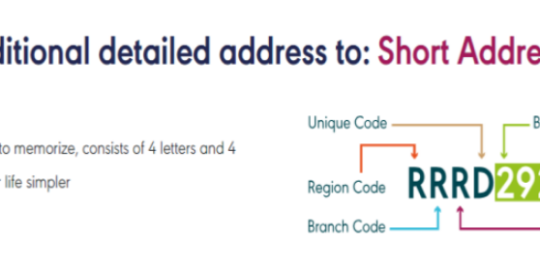 ditional detailed address to: Short Addre
to memorize, consists of 4 letters and 4
life simpler
Unique Code
B
Region Code
RRRD29
Branch Code